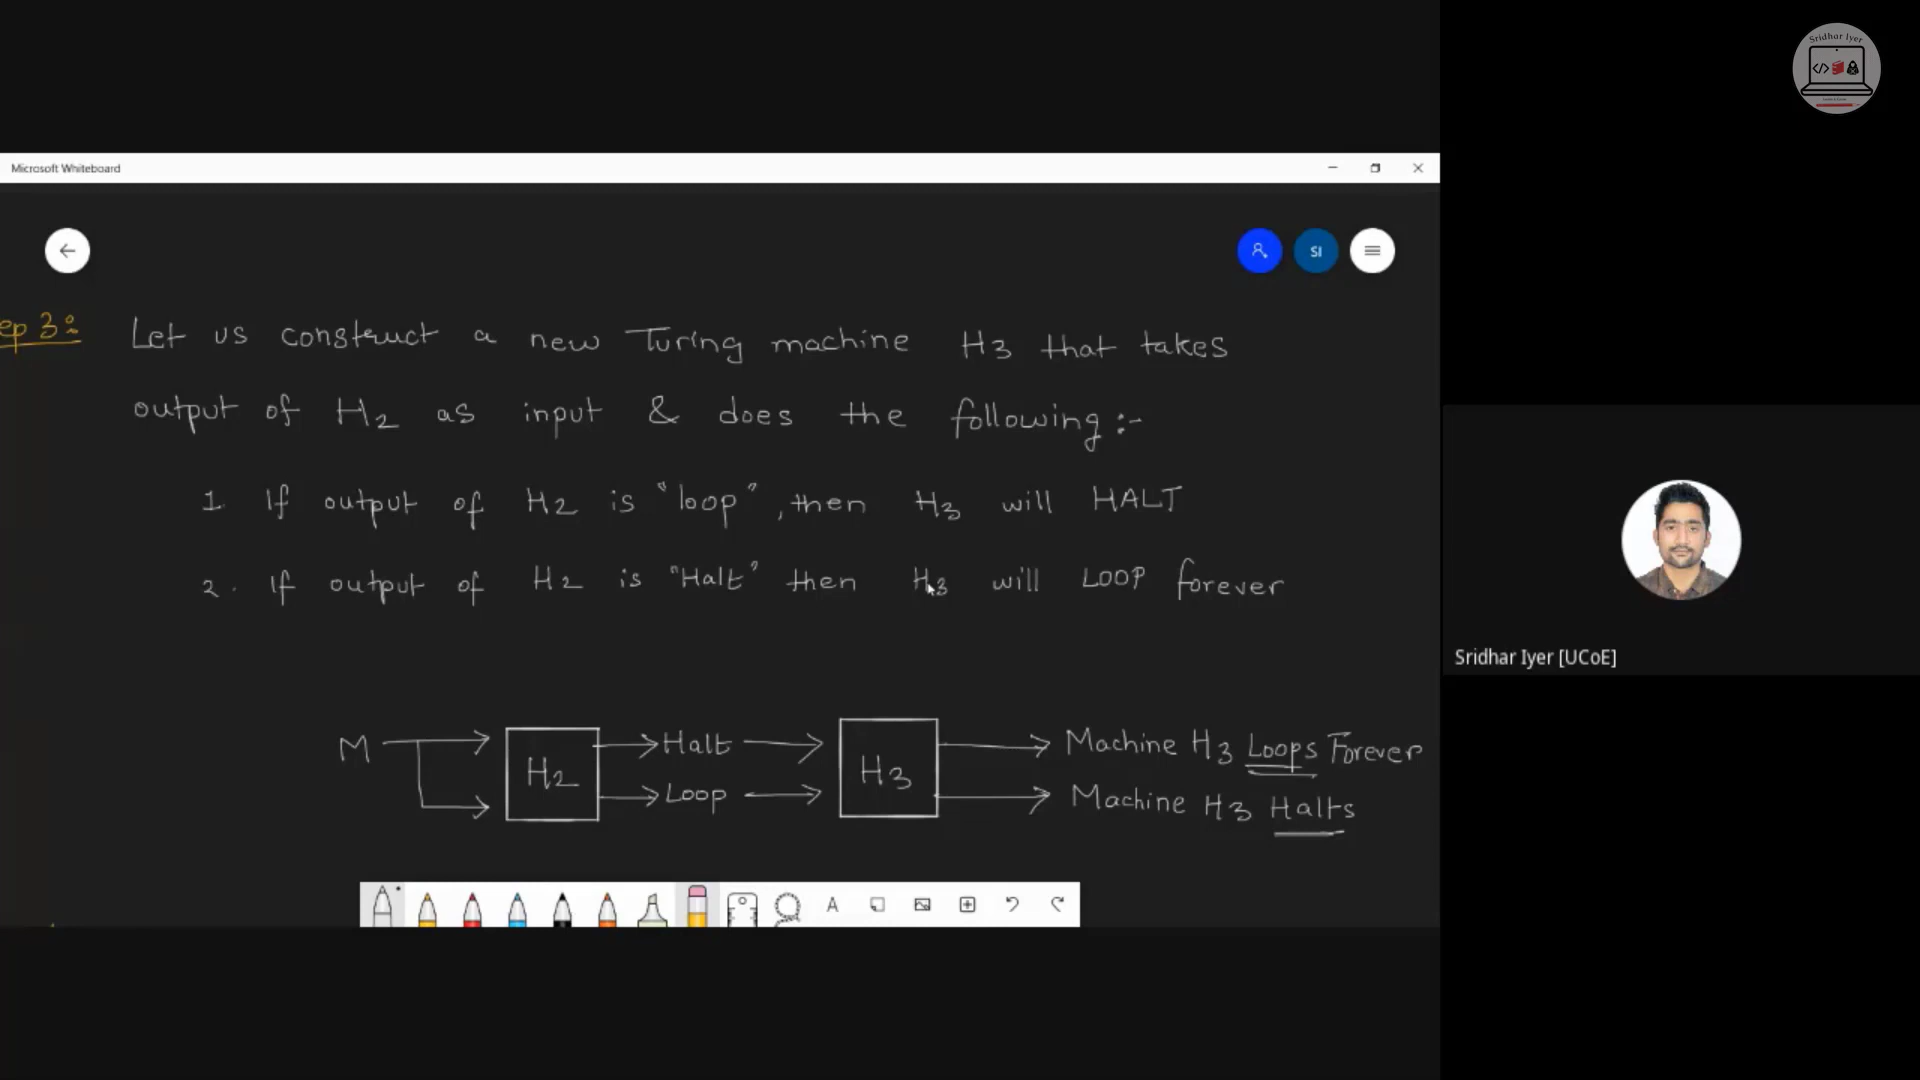 Sridhar Iyer
Microsoft Whiteboard
SI
ep 3:
Let us construct a new Turing machine H3 that takes
output of H2 as input & does the following :-
1. If output of H2 is "loop", then H3 will HALT
2. If output of H2 is "Halt" then H3 will LOOP forever
M H2 Halt H3 Machine H3 Loops Forever
Loop Machine H3 Halts
A
Sridhar Iyer [UCoE]